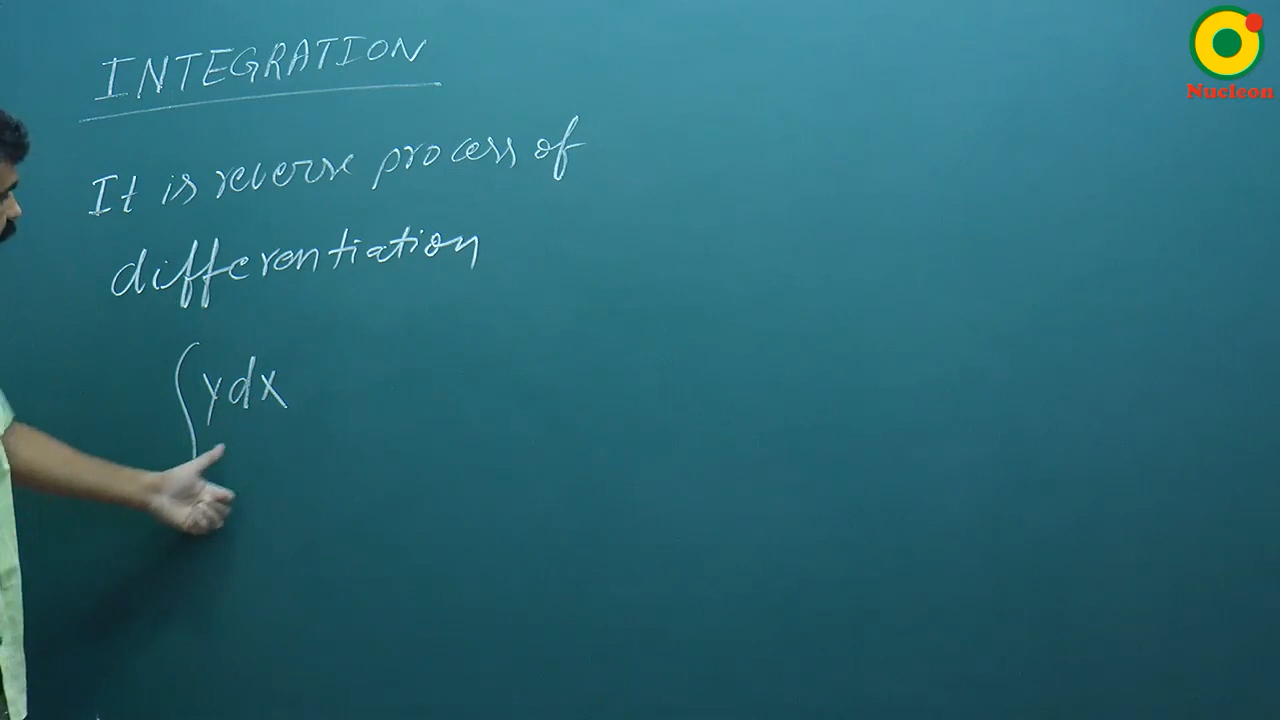 INTEGRATION
It is reverse process of
differentiation
∫ydx
Nucleon